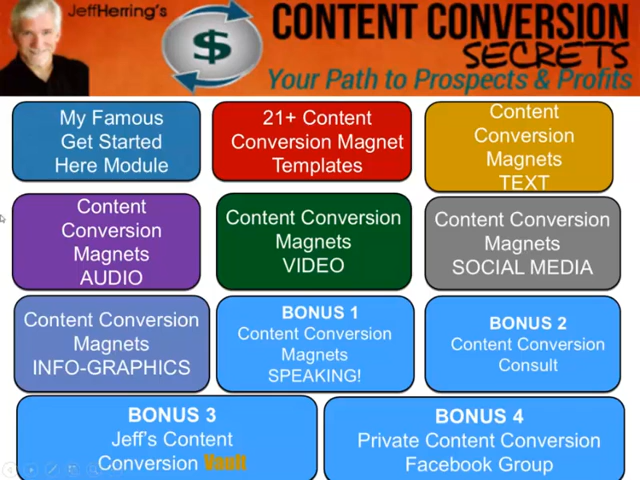 JeffHerring's
CONTENT CONVERSION
SECRETS
$
Your Path to Prospects & Profits
My Famous
Get Started
Here Module
21+ Content
Conversion Magnet
Templates
Content
Conversion
Magnets
TEXT
Content
Conversion
Magnets
AUDIO
Content Conversion
Magnets
VIDEO
Content Conversion
Magnets
SOCIAL MEDIA
Content Conversion
Magnets
INFO-GRAPHICS
BONUS 1
Content Conversion
Magnets
SPEAKING!
BONUS 2
Content Conversion
Consult
BONUS 3
Jeff's Content
Conversion Vault
BONUS 4
Private Content Conversion
Facebook Group